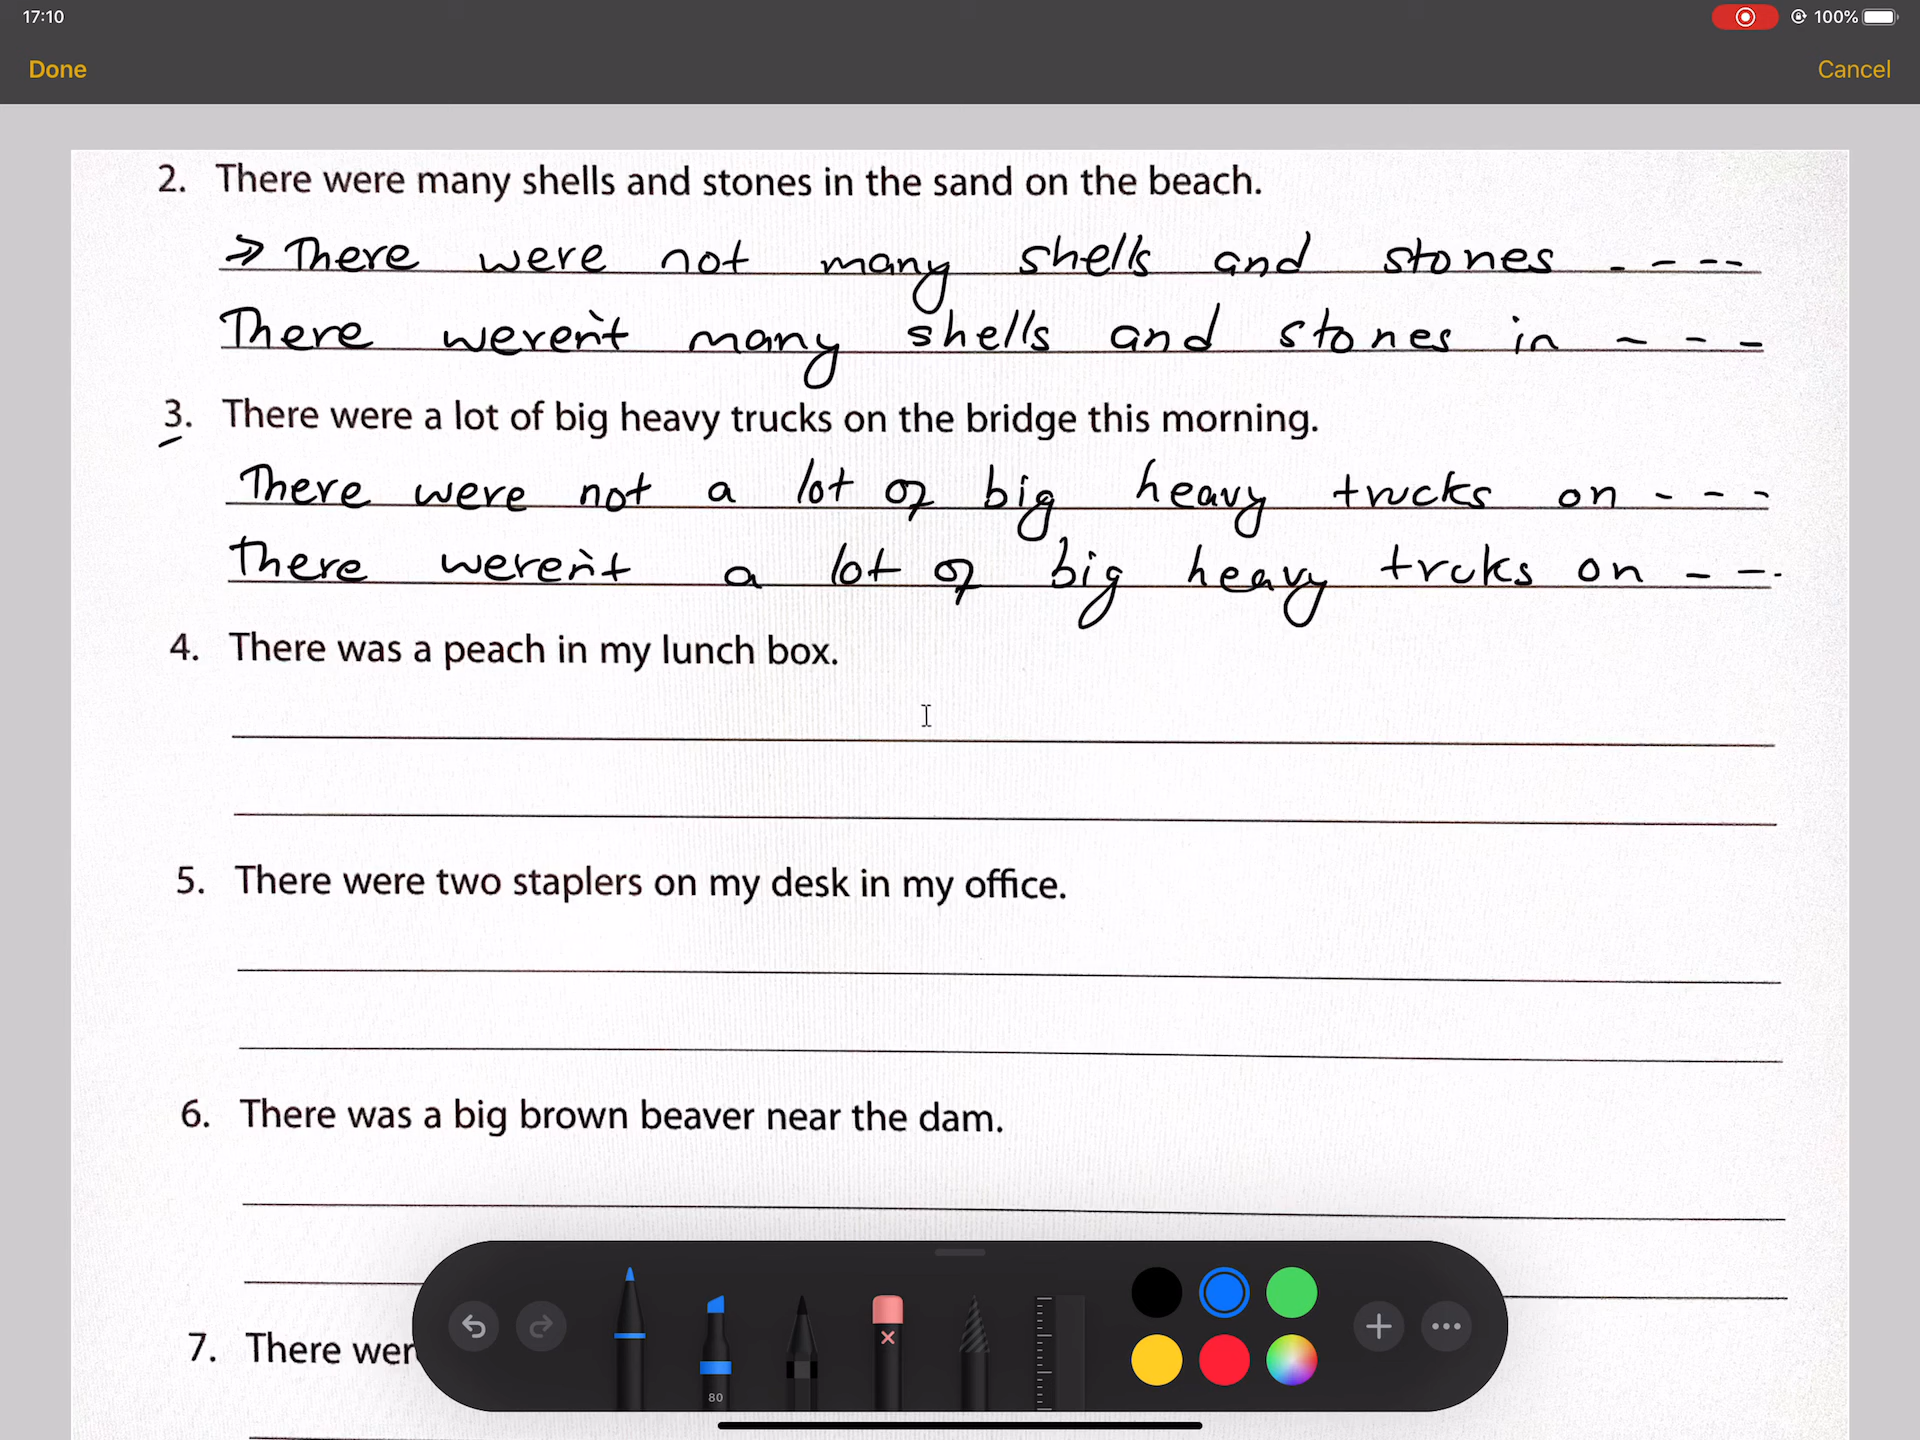 17:10
100%
Done
Cancel
2. There were many shells and stones in the sand on the beach.
=> There were not many shells and stones - - - -
There weren't many shells and stones in - - -
3. There were a lot of big heavy trucks on the bridge this morning.
There were not a lot of big heavy trucks on - - -
there weren't a lot of big heavy trcks on - - -
4. There was a peach in my lunch box.
5. There were two staplers on my desk in my office.
6. There was a big brown beaver near the dam.
7. There wer
80